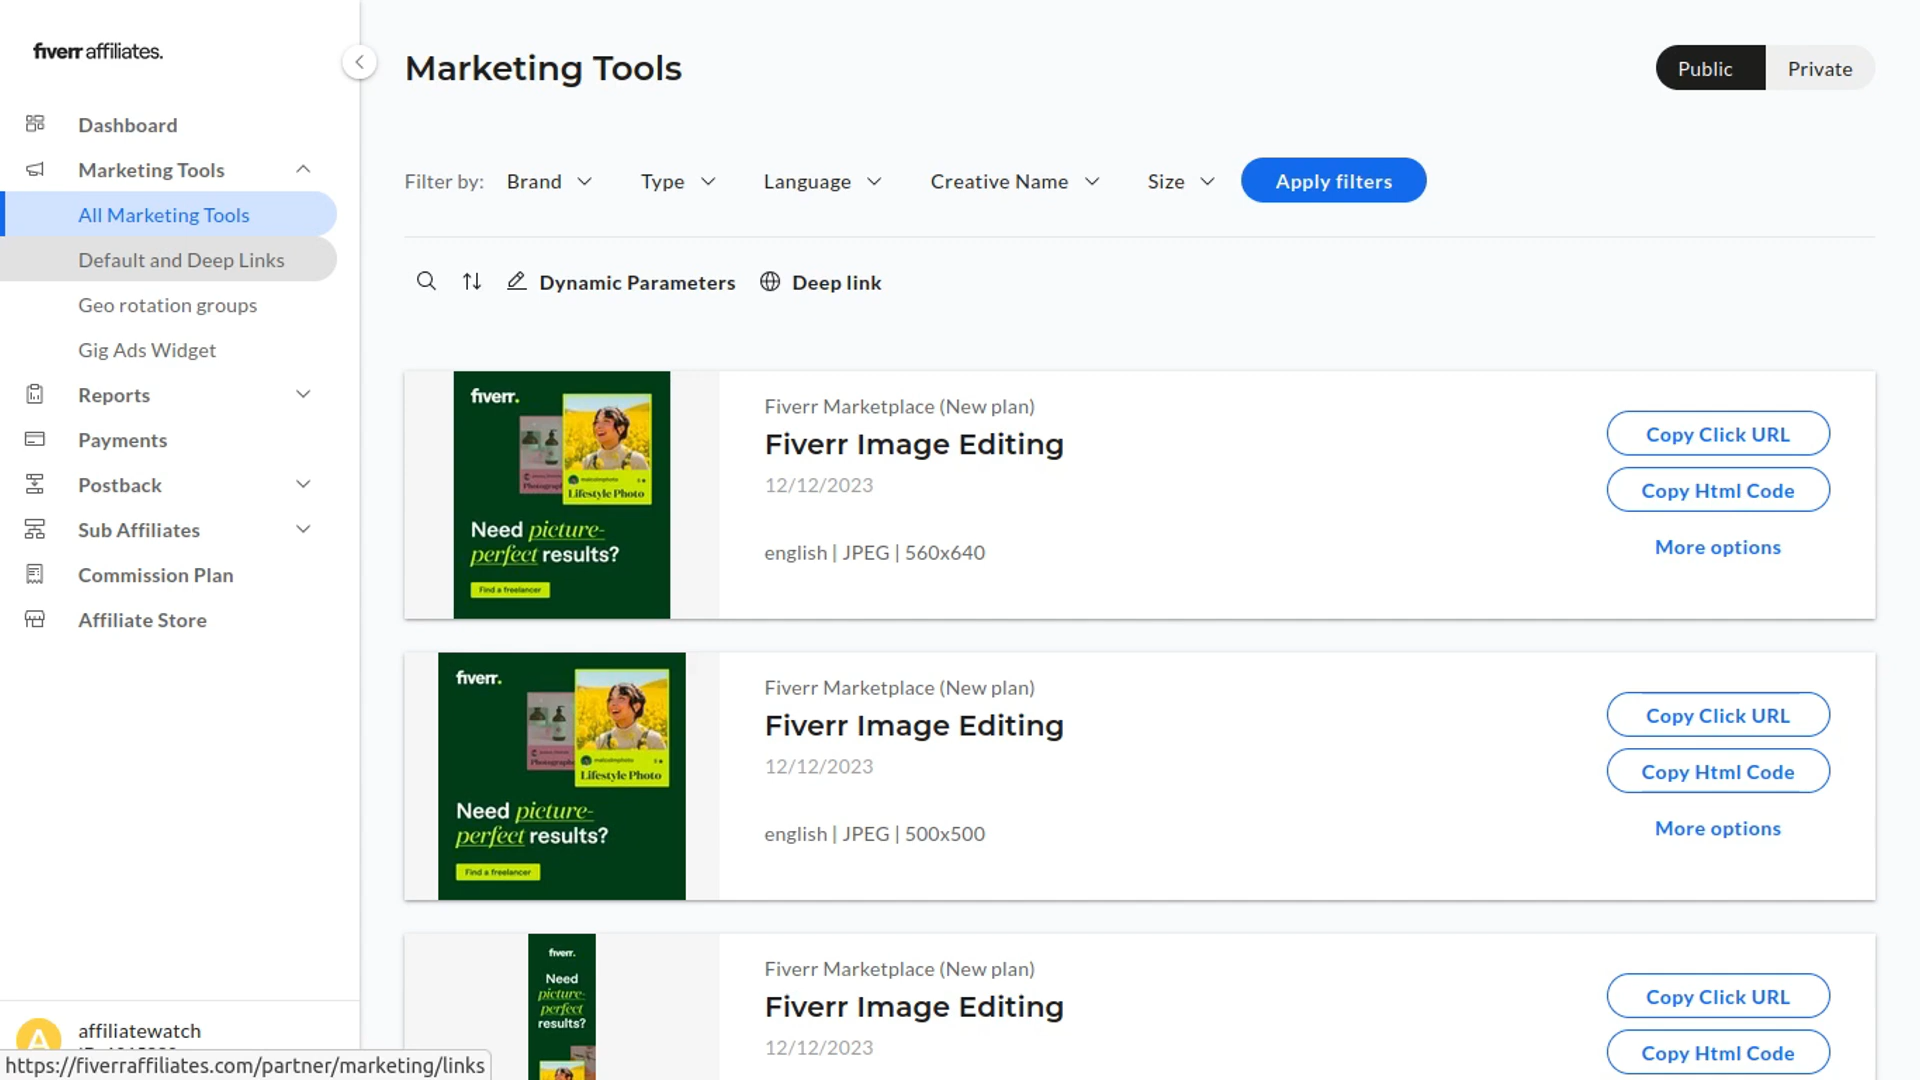 fiverr affiliates.
Dashboard
Marketing Tools
All Marketing Tools
Default and Deep Links
Geo rotation groups
Gig Ads Widget
Reports
Payments
Postback
Sub Affiliates
Commission Plan
Affiliate Store
A
affiliatewatch
https://fiverraffiliates.com/partner/marketing/links
Marketing Tools
Public
Private
Filter by:
Brand
Type
Language
Creative Name
Size
Apply filters
Dynamic Parameters
Deep link
fiverr.
Lifestyle Photo
Need picture-
perfect results?
Find a freelancer
Fiverr Marketplace (New plan)
Fiverr Image Editing
12/12/2023
english | JPEG | 560x640
Copy Click URL
Copy Html Code
More options
fiverr.
Lifestyle Photo
Need picture-
perfect results?
Find a freelancer
Fiverr Marketplace (New plan)
Fiverr Image Editing
12/12/2023
english | JPEG | 500x500
Copy Click URL
Copy Html Code
More options
fiverr.
Need
picture-
perfect
results?
Fiverr Marketplace (New plan)
Fiverr Image Editing
12/12/2023
Copy Click URL
Copy Html Code